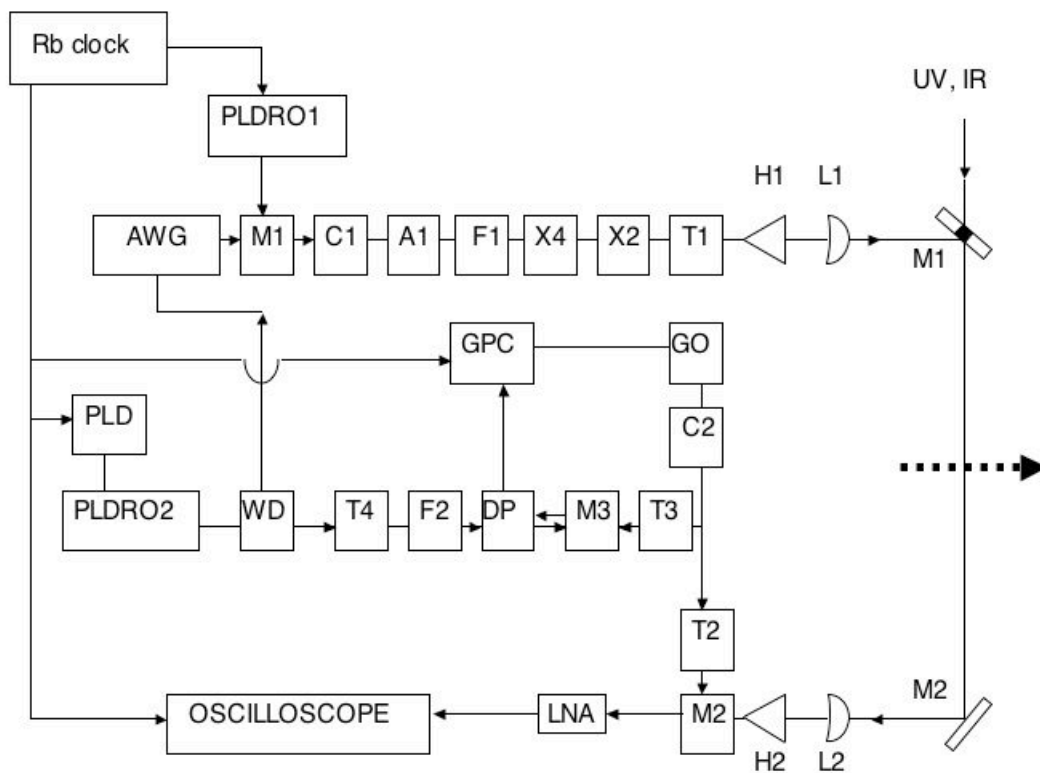 Rb clock
UV, IR
PLDRO1
H1 L1
AWG M1 C1 A1 F1 X4 X2 T1
M1
GPC GO
PLD C2
PLDRO2 WD T4 F2 DP M3 T3
T2
M2
OSCILLOSCOPE LNA M2
H2 L2